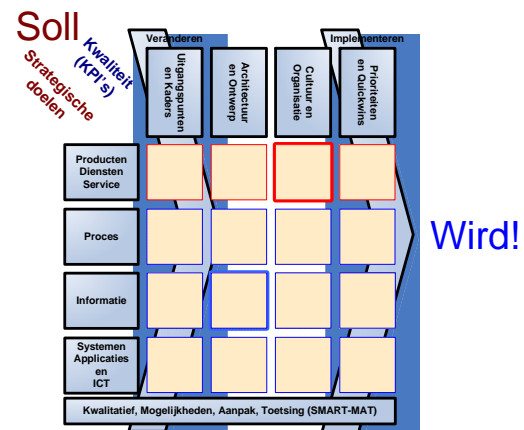 Soll
Kwaliteit
(KPI's)
Strategische
doelen
Veranderen
Implementeren
Uitgangspunten
en Kaders
Architectuur
en Ontwerp
Cultuur en
Organisatie
Prioriteiten
en Quickwins
Producten
Diensten
Service
Proces
Wird!
Informatie
Systemen
Applicaties
en
ICT
Kwalitatief, Mogelijkheden, Aanpak, Toetsing (SMART-MAT)